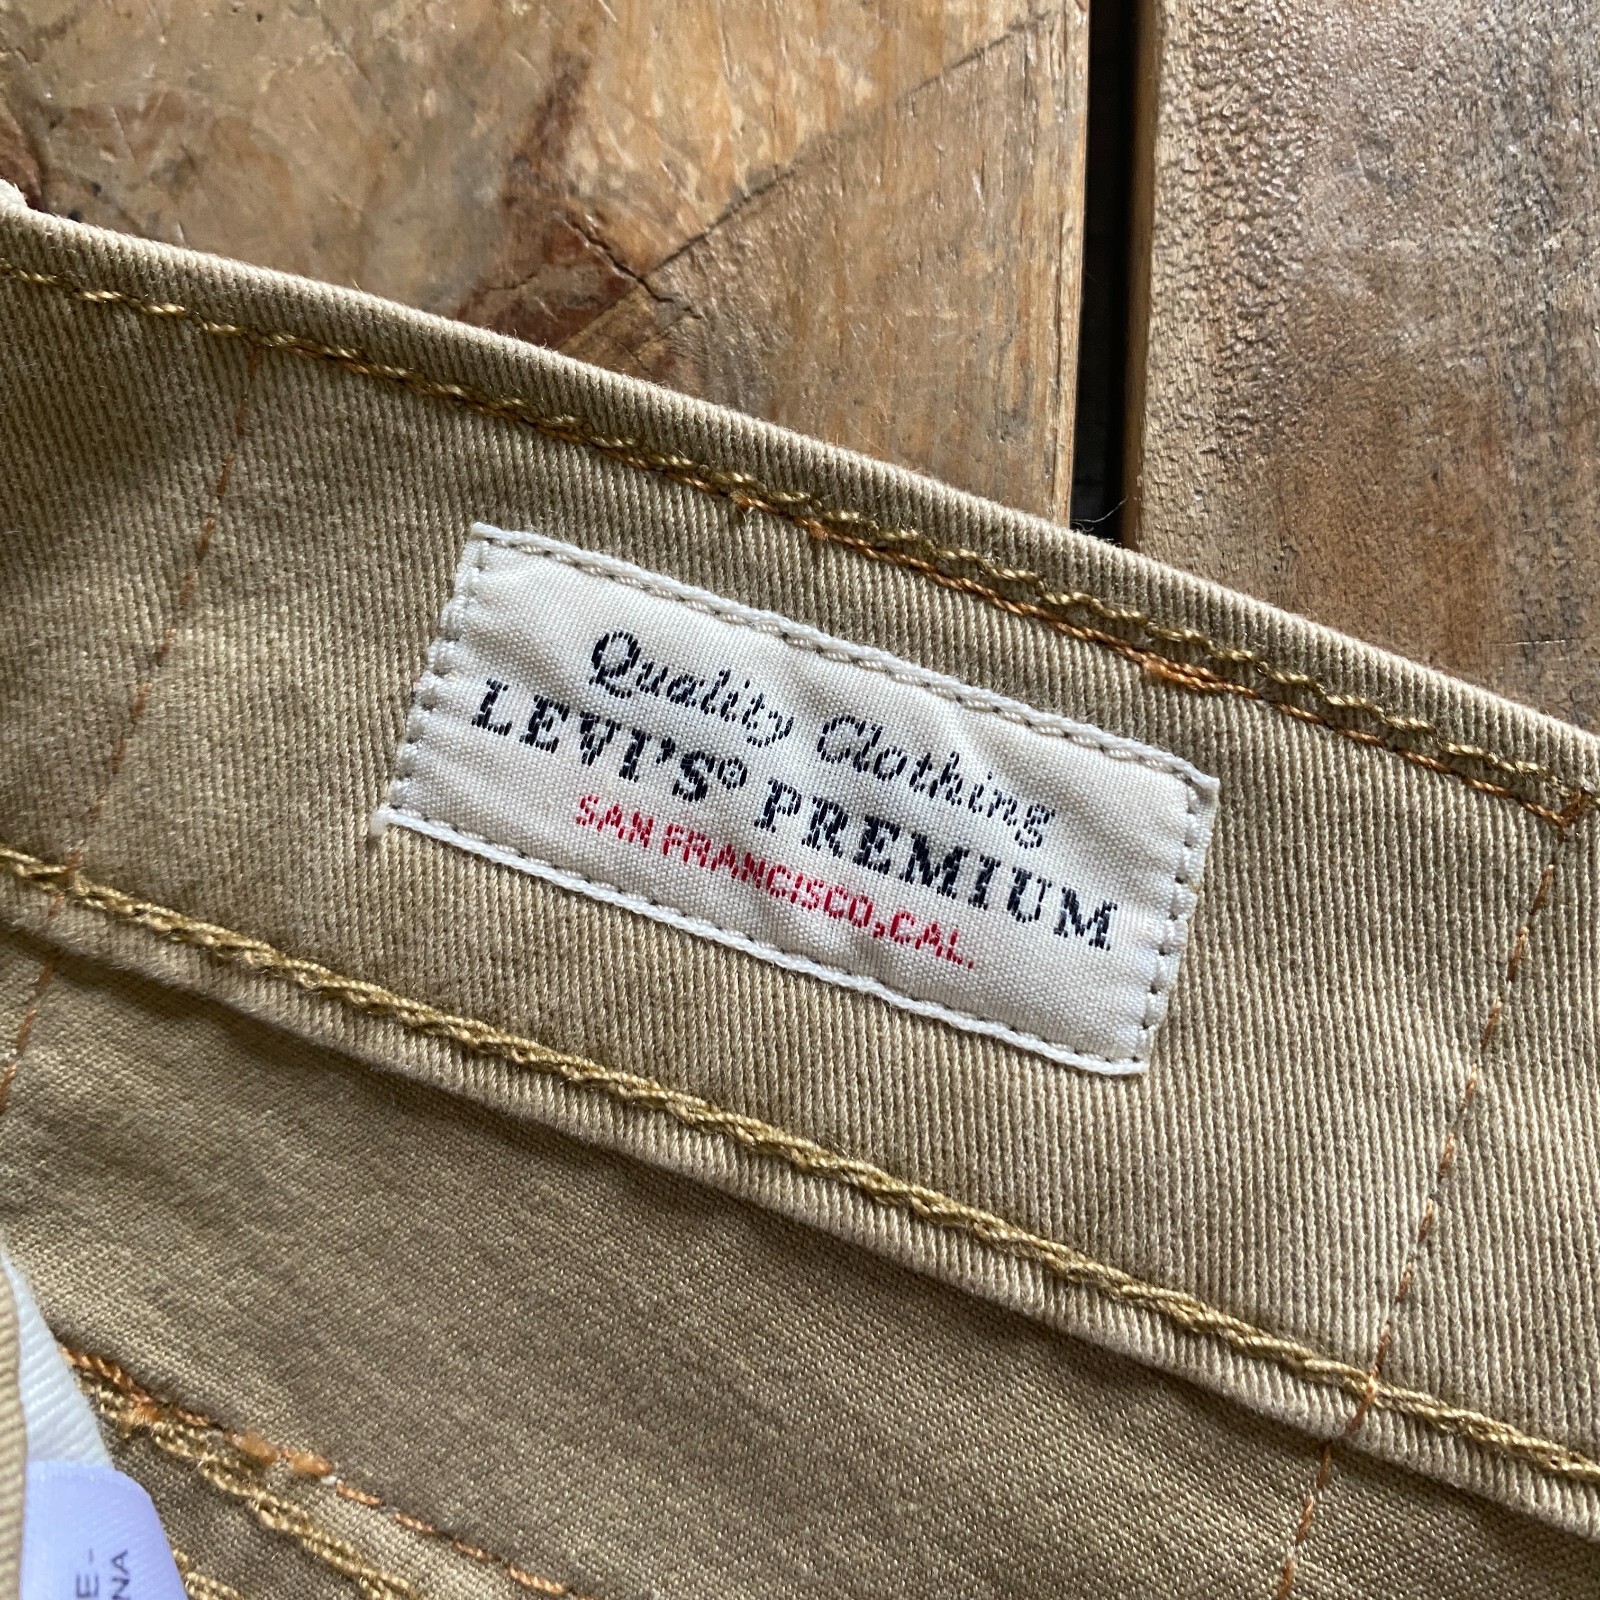 Quality Clothing
LEVI'S® PREMIUM
SAN FRANCISCO, CAL.